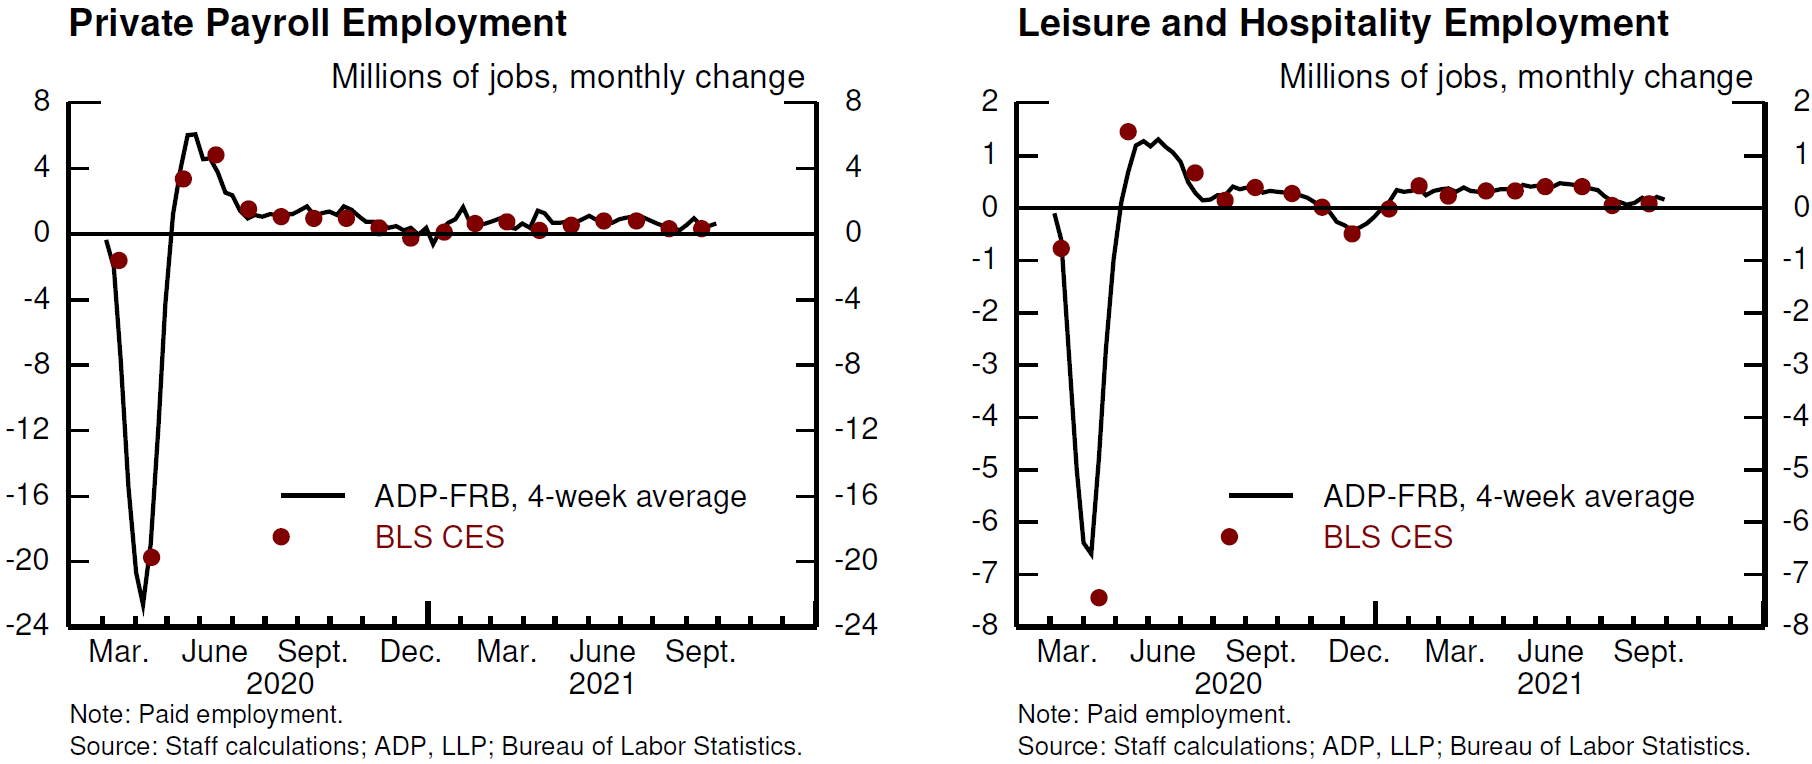 Private Payroll Employment
Millions of jobs, monthly change
8 8
4 4
0 0
-4 -4
-8 -8
-12 -12
-16 -16
-20 -20
-24 -24
ADP-FRB, 4-week average
BLS CES
Mar. June Sept. Dec. Mar. June Sept.
2020 2021
Note: Paid employment.
Source: Staff calculations; ADP, LLP; Bureau of Labor Statistics.
Leisure and Hospitality Employment
Millions of jobs, monthly change
2 2
1 1
0 0
-1 -1
-2 -2
-3 -3
-4 -4
-5 -5
-6 -6
-7 -7
-8 -8
ADP-FRB, 4-week average
BLS CES
Mar. June Sept. Dec. Mar. June Sept.
2020 2021
Note: Paid employment.
Source: Staff calculations; ADP, LLP; Bureau of Labor Statistics.